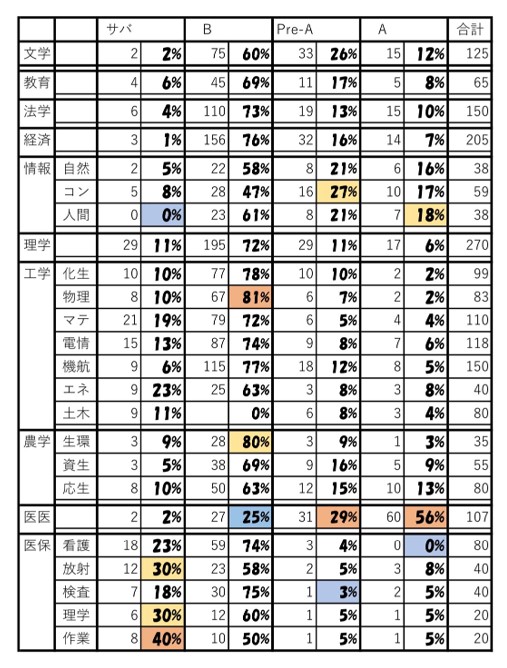 サバ B Pre-A A 合計
文学 2 2% 75 60% 33 26% 15 12% 125
教育 4 6% 45 69% 11 17% 5 8% 65
法学 6 4% 110 73% 19 13% 15 10% 150
経済 3 1% 156 76% 32 16% 14 7% 205
情報 自然 2 5% 22 58% 8 21% 6 16% 38
コン 5 8% 28 47% 16 27% 10 17% 59
人間 0 0% 23 61% 8 21% 7 18% 38
理学 29 11% 195 72% 29 11% 17 6% 270
工学 化生 10 10% 77 78% 10 10% 2 2% 99
物理 8 10% 67 81% 6 7% 2 2% 83
マテ 21 19% 79 72% 6 5% 4 4% 110
電情 15 13% 87 74% 9 8% 7 6% 118
機航 9 6% 115 77% 18 12% 8 5% 150
エネ 9 23% 25 63% 3 8% 3 8% 40
土木 9 11% 0% 6 8% 3 4% 80
農学 生環 3 9% 28 80% 3 9% 1 3% 35
資生 3 5% 38 69% 9 16% 5 9% 55
応生 8 10% 50 63% 12 15% 10 13% 80
医医 2 2% 27 25% 31 29% 60 56% 107
医保 看護 18 23% 59 74% 3 4% 0 0% 80
放射 12 30% 23 58% 2 5% 3 8% 40
検査 7 18% 30 75% 1 3% 2 5% 40
理学 6 30% 12 60% 1 5% 1 5% 20
作業 8 40% 10 50% 1 5% 1 5% 20